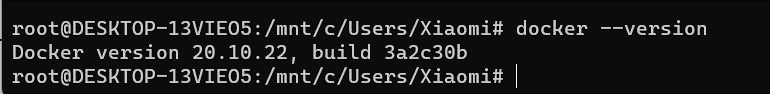 root@DESKTOP-13VIEO5:/mnt/c/Users/Xiaomi# docker --version
Docker version 20.10.22, build 3a2c30b
root@DESKTOP-13VIEO5:/mnt/c/Users/Xiaomi#